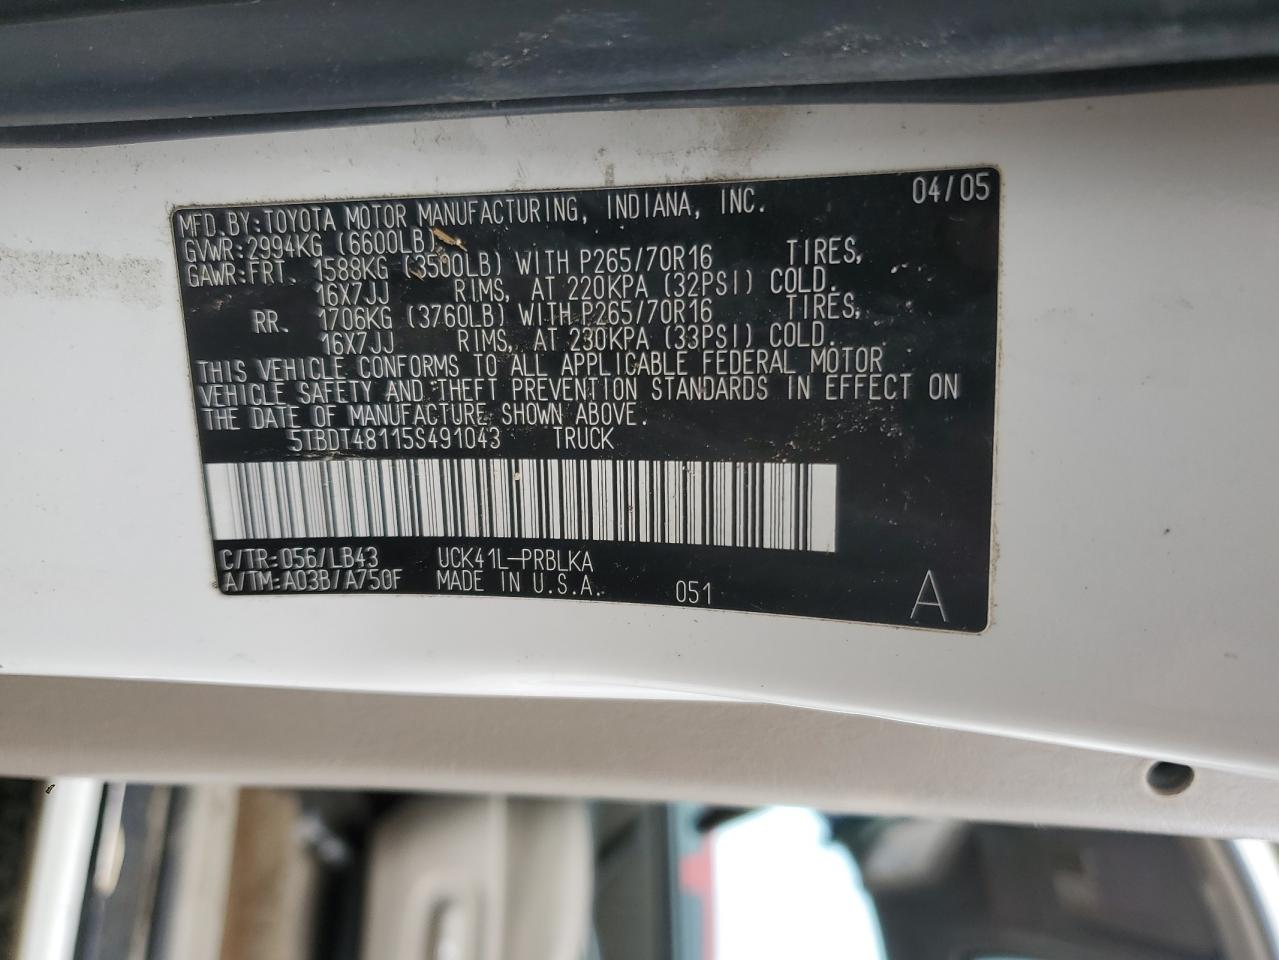 MFD.BY:TOYOTA MOTOR MANUFACTURING, INDIANA, INC. 04/05
GVWR:2994KG (6600LB)
GAWR:FRT. 1588KG (3500LB) WITH P265/70R16 TIRES,
16X7JJ RIMS, AT 220KPA (32PSI) COLD.
RR. 1706KG (3760LB) WITH P265/70R16 TIRES,
16X7JJ RIMS, AT 230KPA (33PSI) COLD.
THIS VEHICLE CONFORMS TO ALL APPLICABLE FEDERAL MOTOR
VEHICLE SAFETY AND THEFT PREVENTION STANDARDS IN EFFECT ON
THE DATE OF MANUFACTURE SHOWN ABOVE.
5TBDT48115S491043 TRUCK
C/TR:056/LB43 UCK41L-PRBLKA
A/TM:A03B/A750F MADE IN U.S.A. 051 A